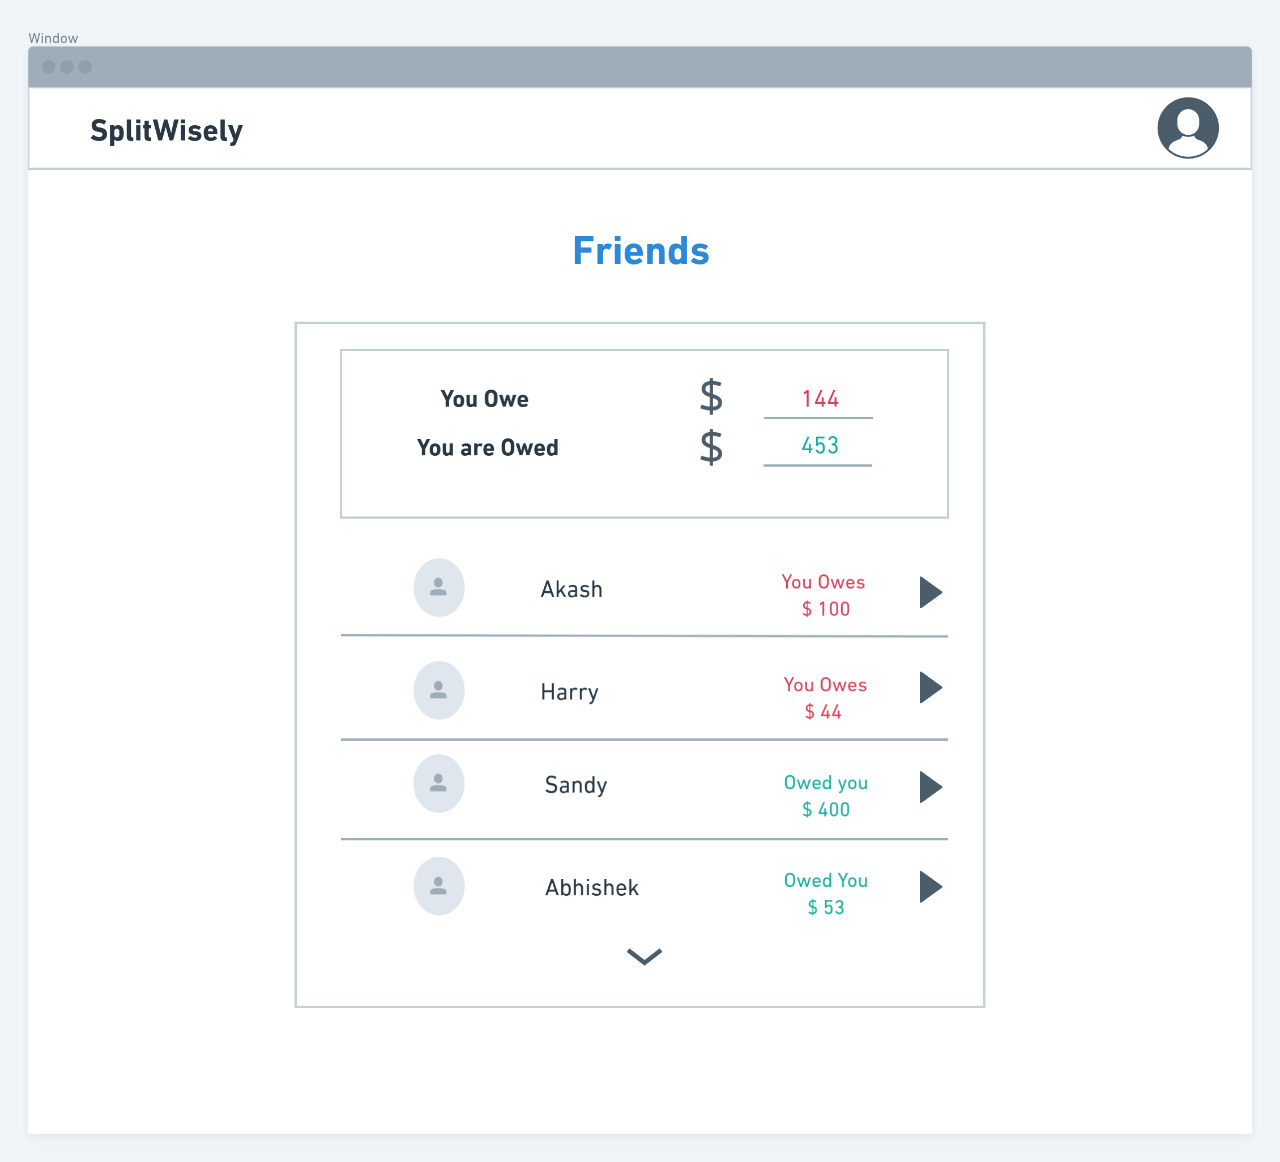 Window
SplitWisely
Friends
You Owe $ 144
You are Owed $ 453
Akash
You Owes
$ 100
Harry
You Owes
$ 44
Sandy
Owed you
$ 400
Abhishek
Owed You
$ 53